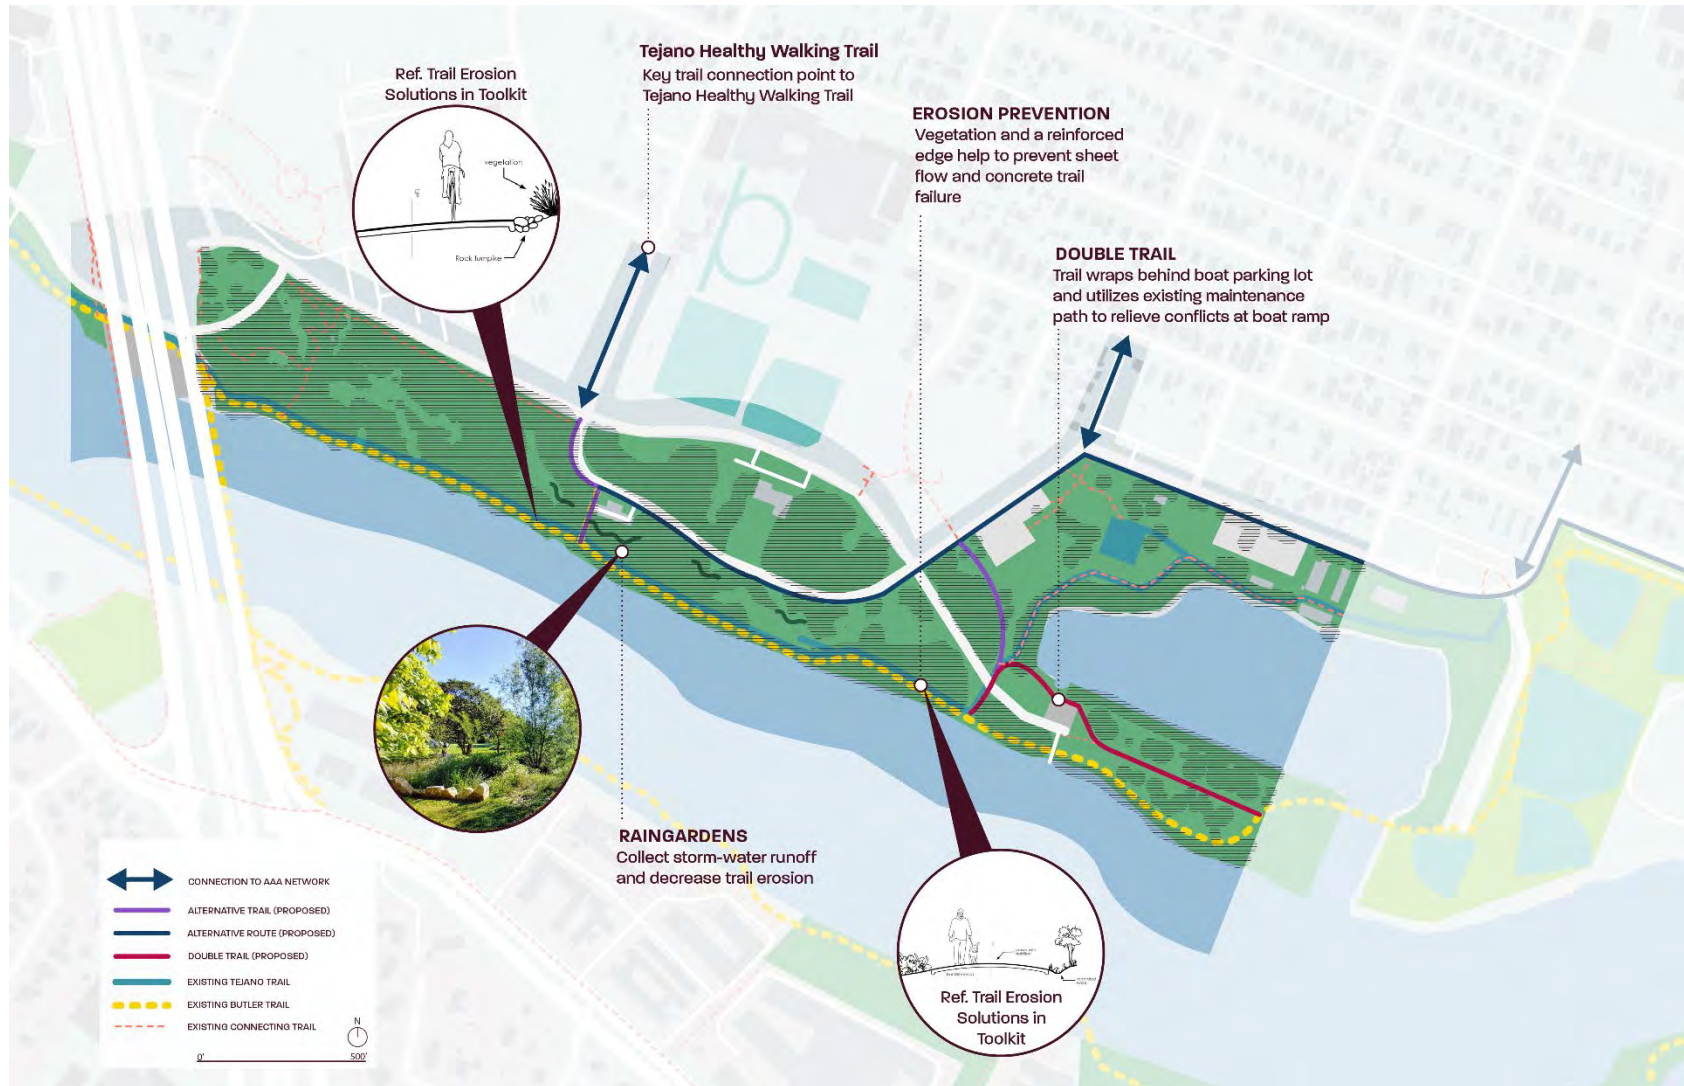 Tejano Healthy Walking Trail
Key trail connection point to
Tejano Healthy Walking Trail
Ref. Trail Erosion
Solutions in Toolkit
vegetation
Rock turnpike
EROSION PREVENTION
Vegetation and a reinforced
edge help to prevent sheet
flow and concrete trail
failure
DOUBLE TRAIL
Trail wraps behind boat parking lot
and utilizes existing maintenance
path to relieve conflicts at boat ramp
RAINGARDENS
Collect storm-water runoff
and decrease trail erosion
Ref. Trail Erosion
Solutions in
Toolkit
CONNECTION TO AAA NETWORK
ALTERNATIVE TRAIL (PROPOSED)
ALTERNATIVE ROUTE (PROPOSED)
DOUBLE TRAIL (PROPOSED)
EXISTING TEJANO TRAIL
EXISTING BUTLER TRAIL
EXISTING CONNECTING TRAIL
N
0' 500'